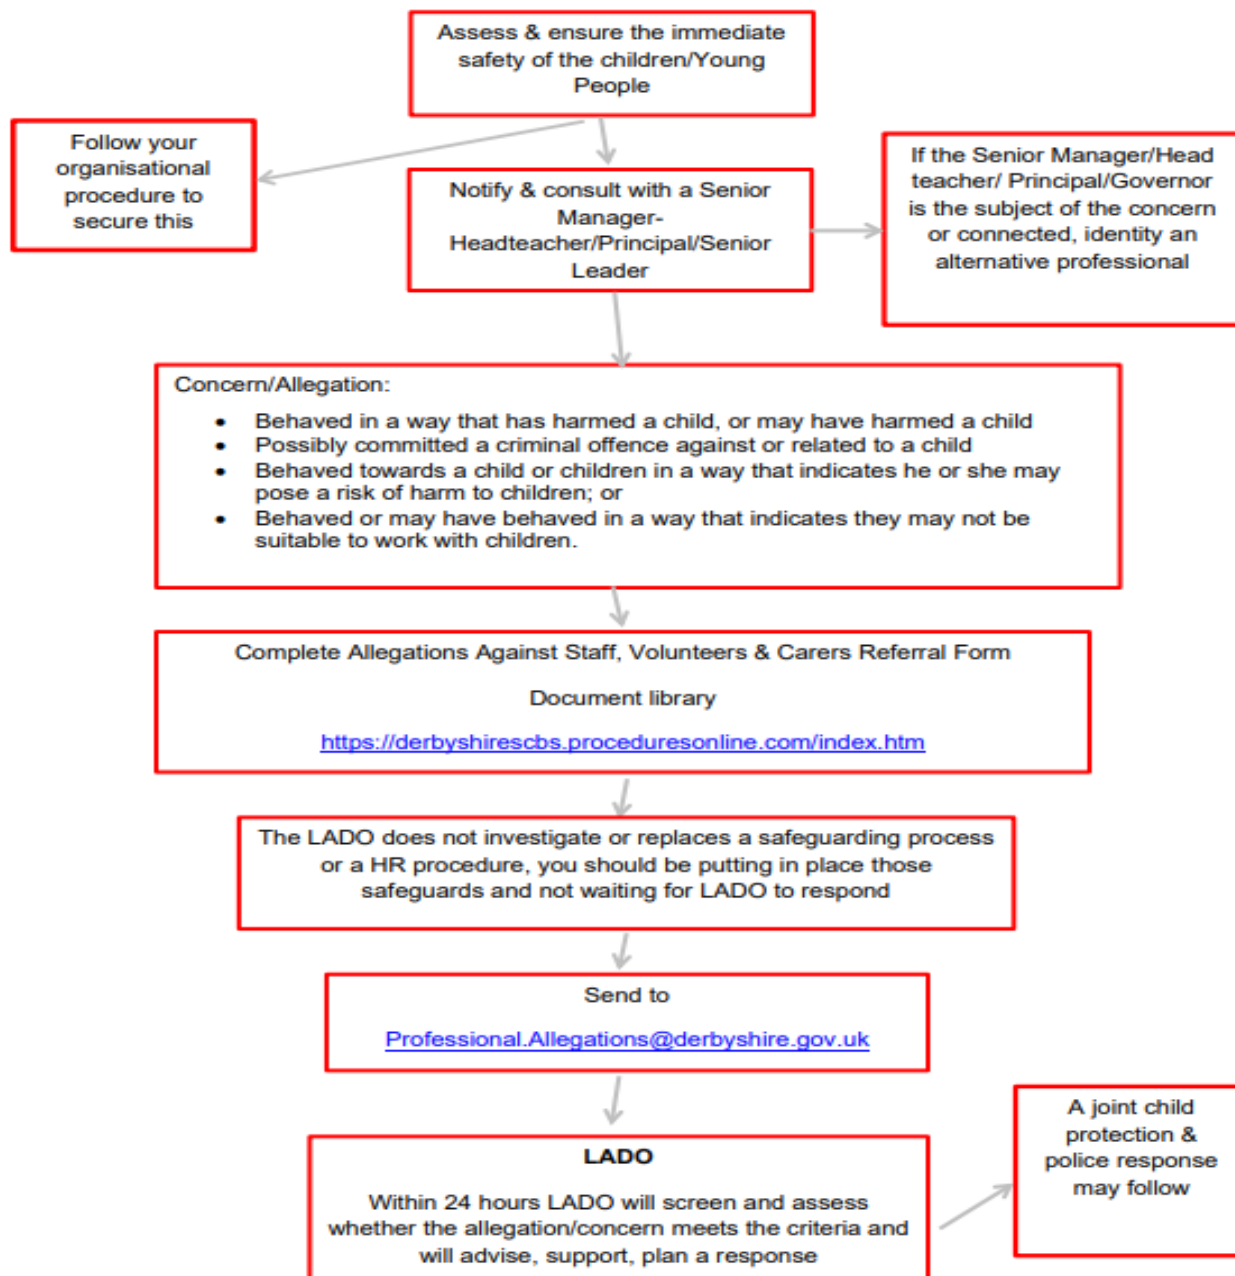 Assess & ensure the immediate
safety of the children/Young
People
Follow your
organisational
procedure to
secure this
Notify & consult with a Senior
Manager-
Headteacher/Principal/Senior
Leader
If the Senior Manager/Head
teacher/ Principal/Governor
is the subject of the concern
or connected, identity an
alternative professional
Concern/Allegation:
• Behaved in a way that has harmed a child, or may have harmed a child
• Possibly committed a criminal offence against or related to a child
• Behaved towards a child or children in a way that indicates he or she may
pose a risk of harm to children; or
• Behaved or may have behaved in a way that indicates they may not be
suitable to work with children.
Complete Allegations Against Staff, Volunteers & Carers Referral Form
Document library
https://derbyshirescbs.proceduresonline.com/index.htm
The LADO does not investigate or replaces a safeguarding process
or a HR procedure, you should be putting in place those
safeguards and not waiting for LADO to respond
Send to
Professional.Allegations@derbyshire.gov.uk
LADO
Within 24 hours LADO will screen and assess
whether the allegation/concern meets the criteria and
will advise, support, plan a response
A joint child
protection &
police response
may follow